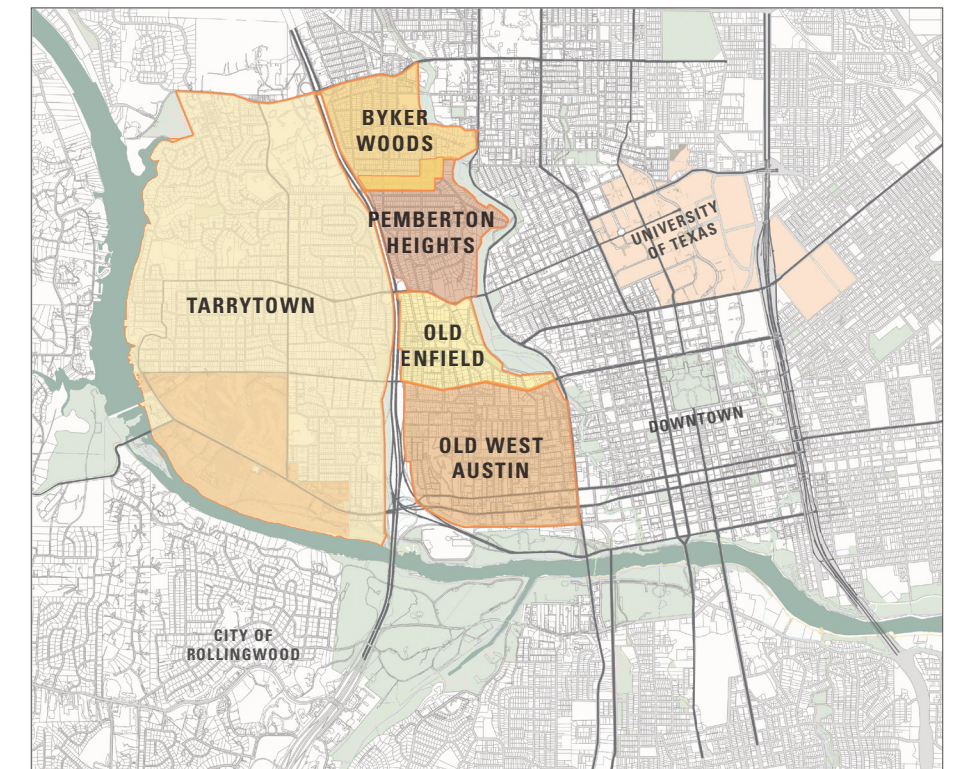 BYKER
WOODS
PEMBERTON
HEIGHTS
UNIVERSITY
OF TEXAS
TARRYTOWN
OLD
ENFIELD
DOWNTOWN
OLD WEST
AUSTIN
CITY OF
ROLLINGWOOD